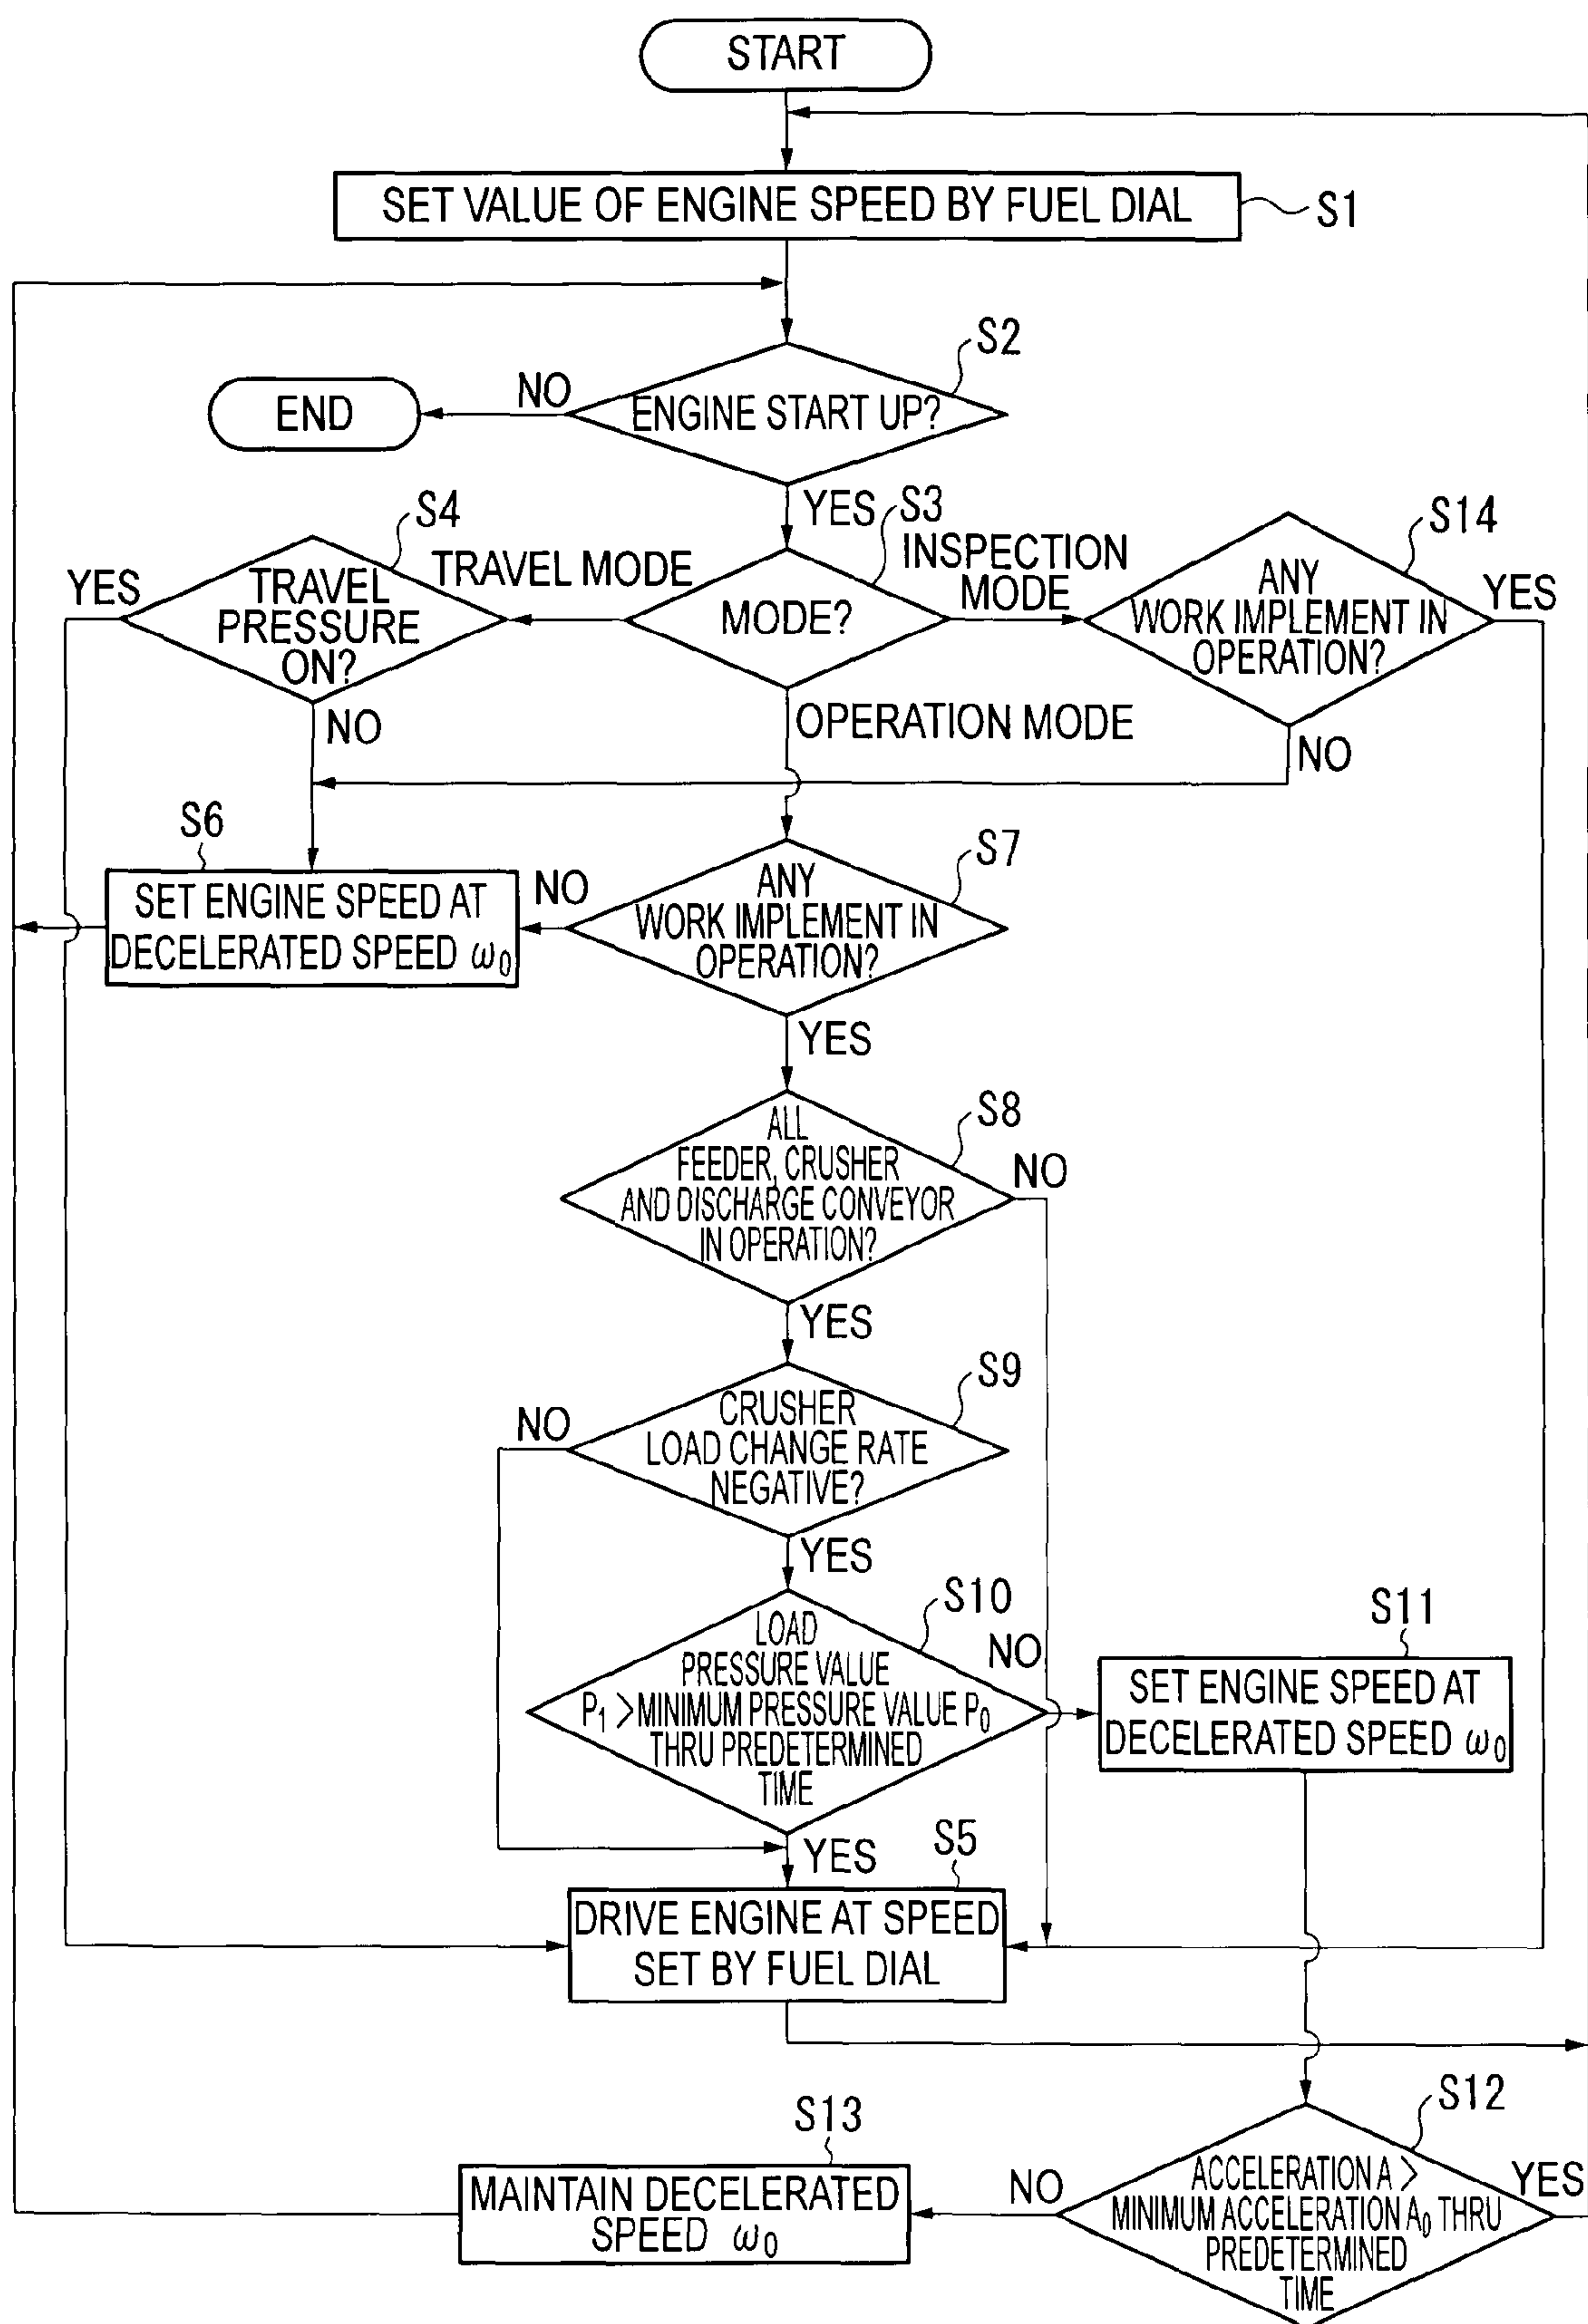 START
SET VALUE OF ENGINE SPEED BY FUEL DIAL
S1
S2
ENGINE START UP?
NO
END
YES
S3
MODE?
TRAVEL MODE
INSPECTION
MODE
OPERATION MODE
S4
TRAVEL
PRESSURE
ON?
YES
NO
S14
ANY
WORK IMPLEMENT IN
OPERATION?
YES
NO
S6
SET ENGINE SPEED AT
DECELERATED SPEED ω0
S7
ANY
WORK IMPLEMENT IN
OPERATION?
NO
YES
S8
ALL
FEEDER, CRUSHER
AND DISCHARGE CONVEYOR
IN OPERATION?
NO
YES
S9
CRUSHER
LOAD CHANGE RATE
NEGATIVE?
NO
YES
S10
LOAD
PRESSURE VALUE
P1 >MINIMUM PRESSURE VALUE P0
THRU PREDETERMINED
TIME
NO
YES
S11
SET ENGINE SPEED AT
DECELERATED SPEED ω0
S5
DRIVE ENGINE AT SPEED
SET BY FUEL DIAL
S12
ACCELERATION A >
MINIMUM ACCELERATION A0 THRU
PREDETERMINED
TIME
YES
NO
S13
MAINTAIN DECELERATED
SPEED ω0